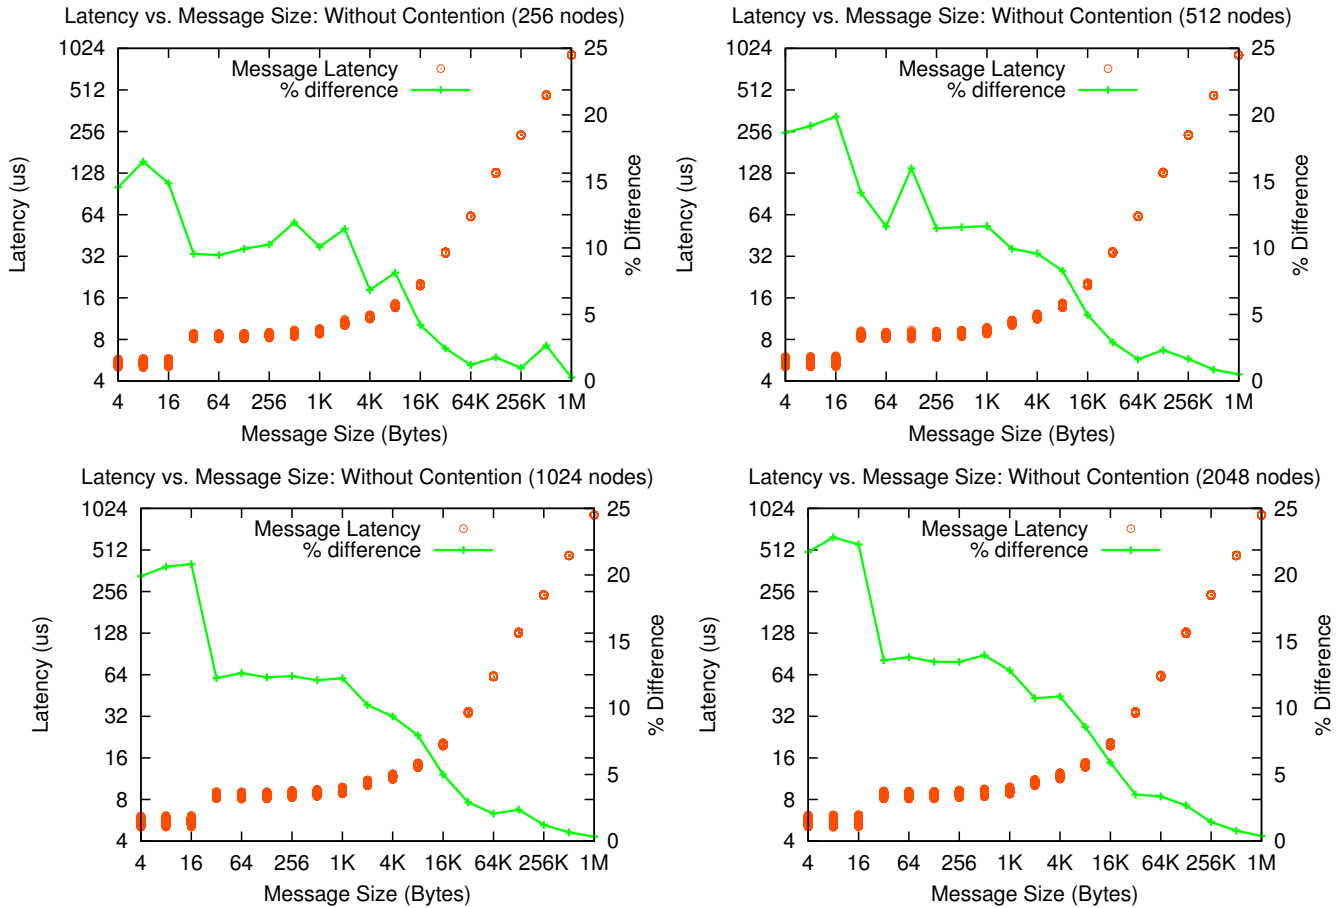 Latency vs. Message Size: Without Contention (256 nodes)
1024
512
256
128
64
32
16
8
4
Latency (us)
Message Latency
% difference
25
20
15
10
5
0
% Difference
4 16 64 256 1K 4K 16K 64K 256K 1M
Message Size (Bytes)
Latency vs. Message Size: Without Contention (512 nodes)
1024
512
256
128
64
32
16
8
4
Latency (us)
Message Latency
% difference
25
20
15
10
5
0
% Difference
4 16 64 256 1K 4K 16K 64K 256K 1M
Message Size (Bytes)
Latency vs. Message Size: Without Contention (1024 nodes)
1024
512
256
128
64
32
16
8
4
Latency (us)
Message Latency
% difference
25
20
15
10
5
0
% Difference
4 16 64 256 1K 4K 16K 64K 256K 1M
Message Size (Bytes)
Latency vs. Message Size: Without Contention (2048 nodes)
1024
512
256
128
64
32
16
8
4
Latency (us)
Message Latency
% difference
25
20
15
10
5
0
% Difference
4 16 64 256 1K 4K 16K 64K 256K 1M
Message Size (Bytes)